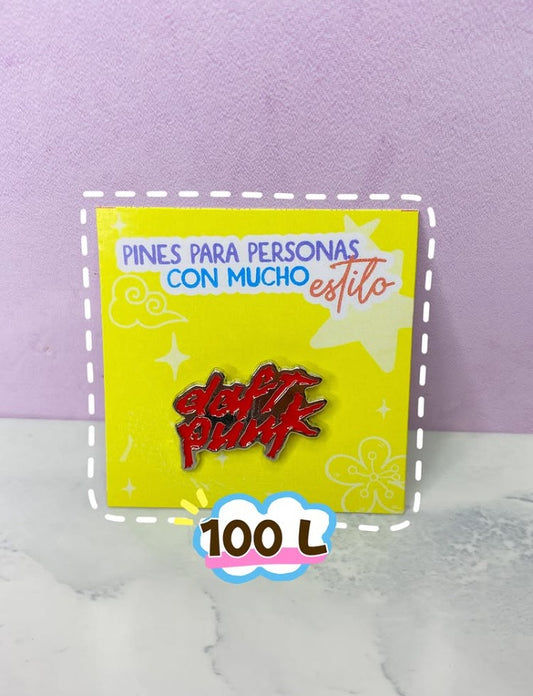 PINES PARA PERSONAS
CON MUCHO estilo
daft
punk
100 L